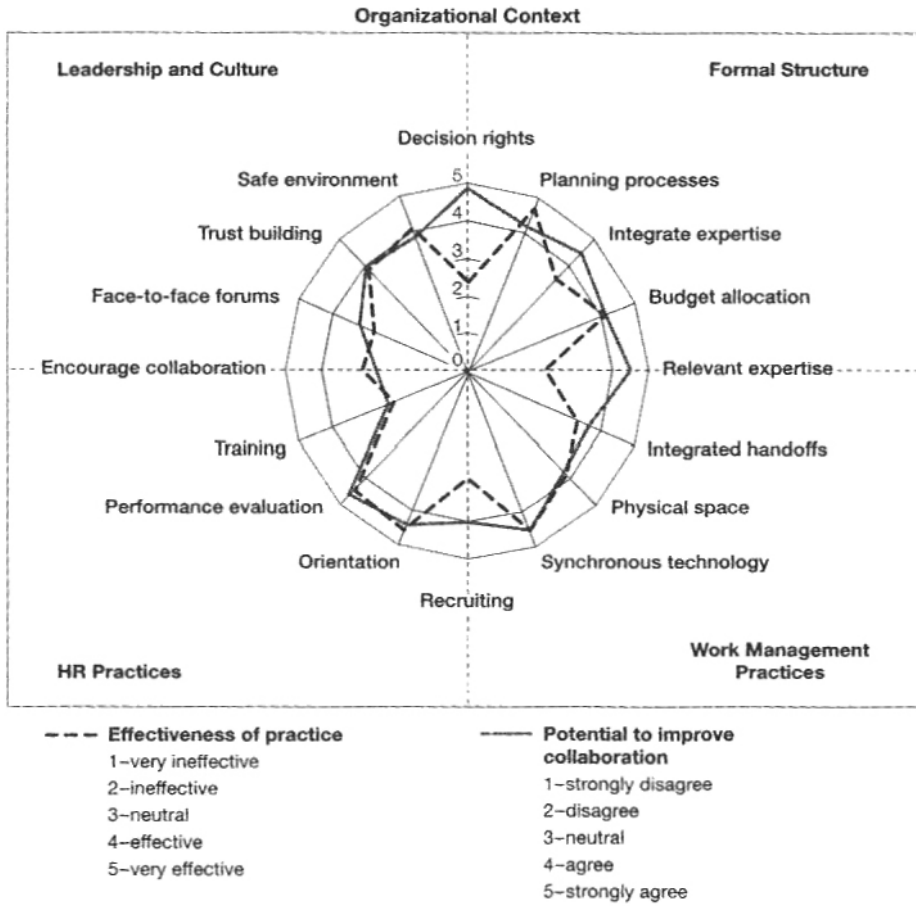 Organizational Context
Leadership and Culture
Formal Structure
Decision rights
Safe environment
5
Planning processes
Trust building
4
Integrate expertise
3
Face-to-face forums
2
Budget allocation
1
Encourage collaboration
0
Relevant expertise
Training
Integrated handoffs
Performance evaluation
Physical space
Orientation
Synchronous technology
Recruiting
HR Practices
Work Management
Practices
Effectiveness of practice
1–very ineffective
2–ineffective
3–neutral
4–effective
5–very effective
Potential to improve
collaboration
1–strongly disagree
2–disagree
3–neutral
4–agree
5–strongly agree